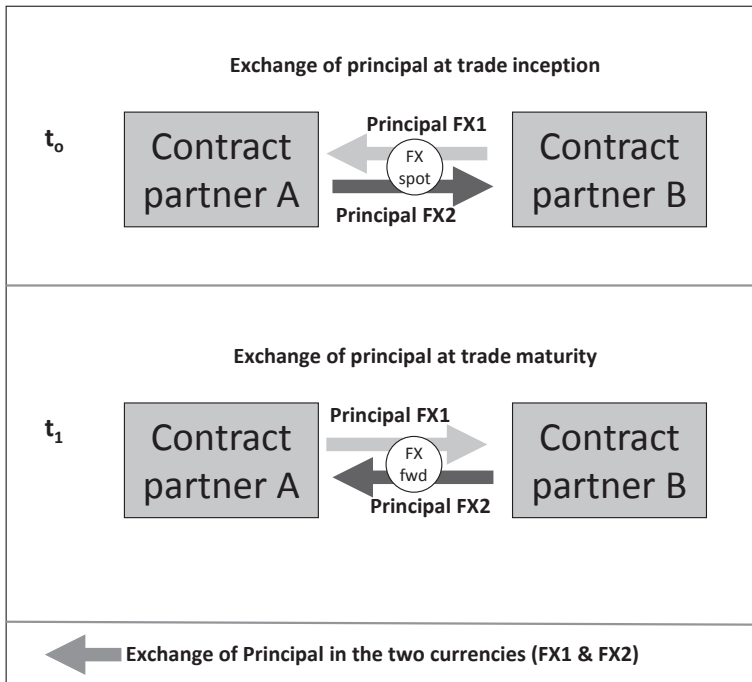 Exchange of principal at trade inception
t₀
Contract
partner A
Principal FX1
FX
spot
Principal FX2
Contract
partner B
Exchange of principal at trade maturity
t₁
Contract
partner A
Principal FX1
FX
fwd
Principal FX2
Contract
partner B
Exchange of Principal in the two currencies (FX1 & FX2)